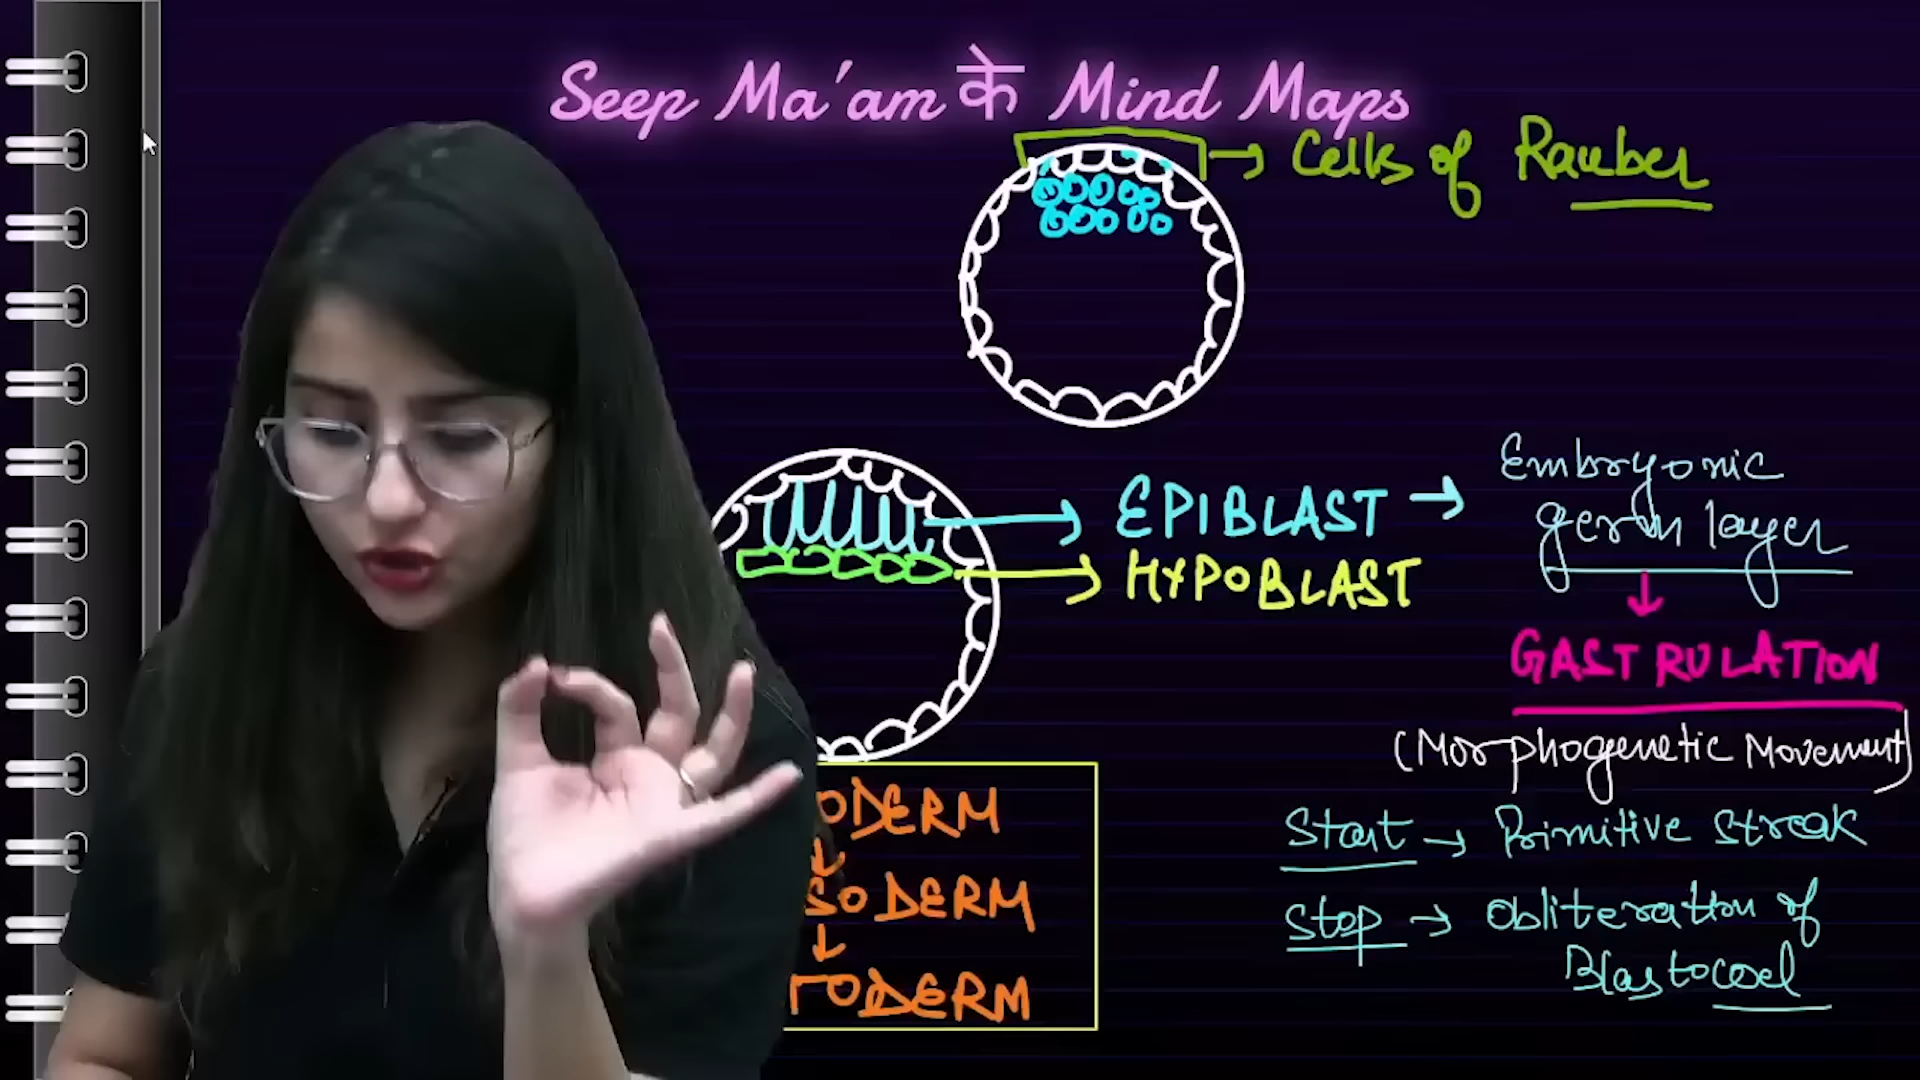 Seep Ma'am के Mind Maps
→ Cells of Rauber
→ EPIBLAST → Embryonic
germ layer
→ HYPOBLAST
↓
GASTRULATION
(Morphogenetic Movement)
ODERM
↓
SODERM
↓
TODERM
Start → Primitive Streak
Stop → Obliteration of
Blastocoel